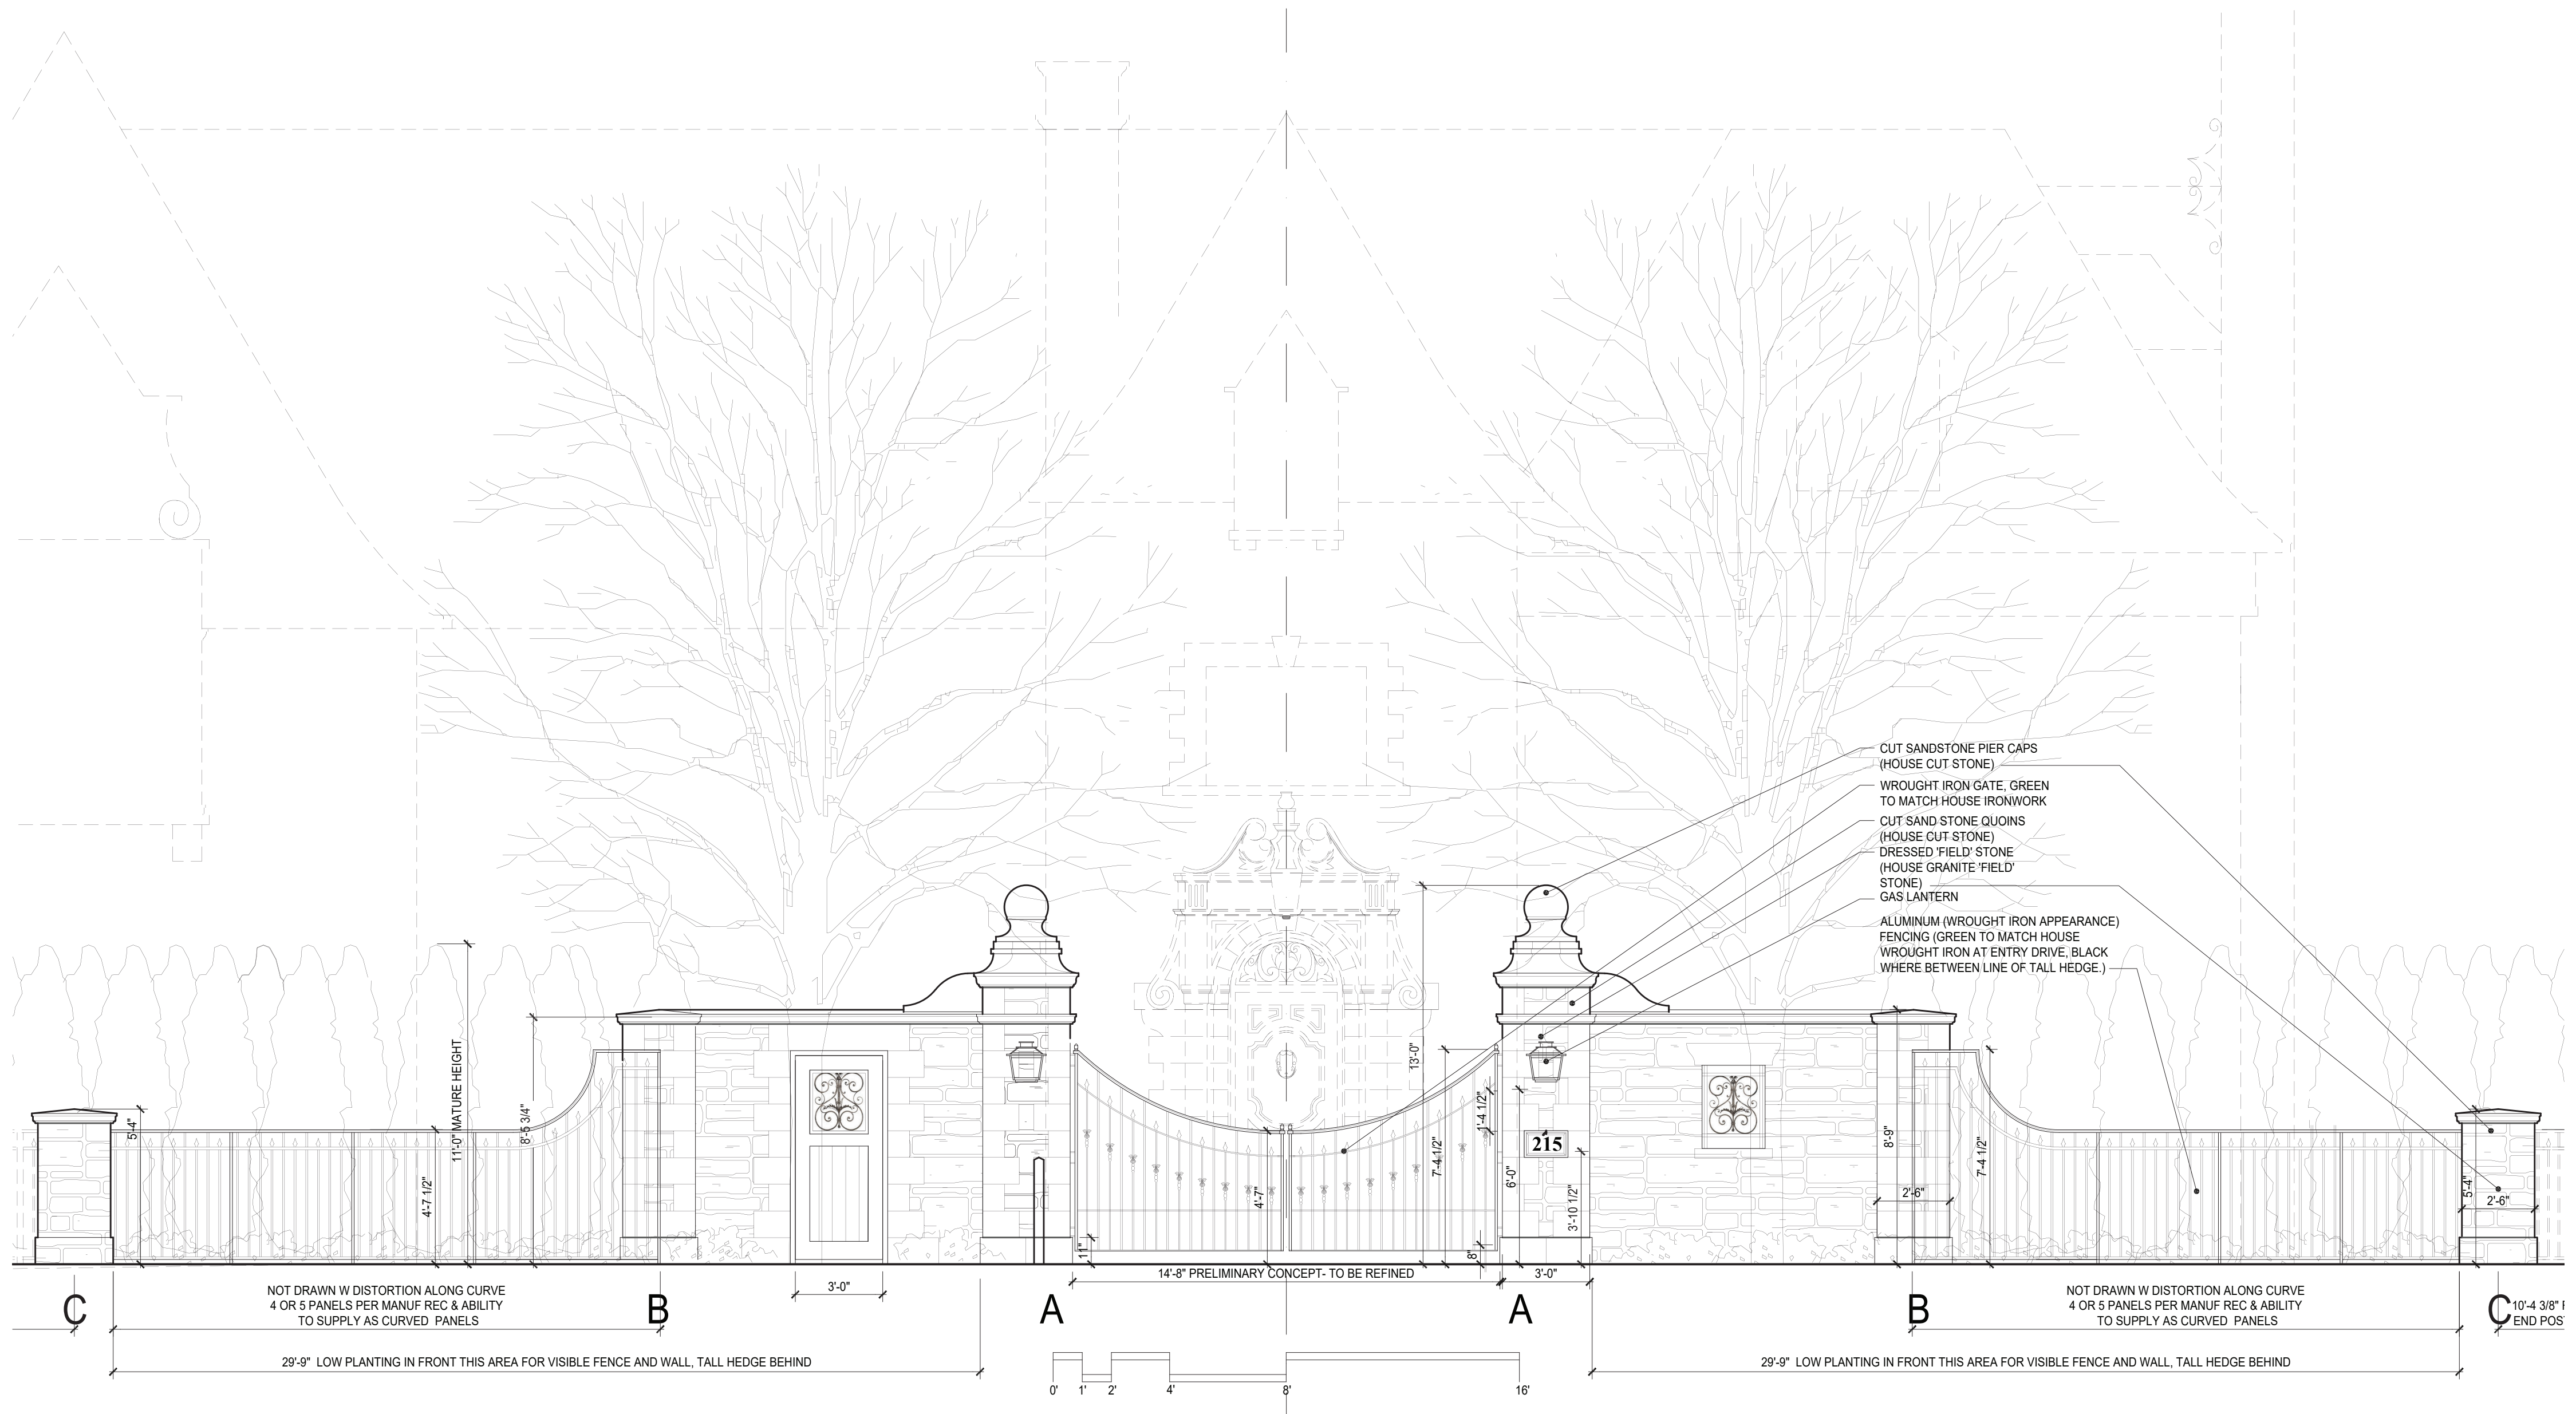 CUT SANDSTONE PIER CAPS
(HOUSE CUT STONE)
WROUGHT IRON GATE, GREEN
TO MATCH HOUSE IRONWORK
CUT SAND STONE QUOINS
(HOUSE CUT STONE)
DRESSED 'FIELD' STONE
(HOUSE GRANITE 'FIELD'
STONE)
GAS LANTERN
ALUMINUM (WROUGHT IRON APPEARANCE)
FENCING (GREEN TO MATCH HOUSE
WROUGHT IRON AT ENTRY DRIVE, BLACK
WHERE BETWEEN LINE OF TALL HEDGE.)
5'-4"
4'-7 1/2"
11'-0" MATURE HEIGHT
8'-5 3/4"
11"
4'-7"
13'-0"
7'-4 1/2"
1'-4 1/2"
8"
6'-0"
215
3'-10 1/2"
8'-9"
2'-6"
7'-4 1/2"
5'-4"
2'-6"
14'-8" PRELIMINARY CONCEPT- TO BE REFINED
3'-0"
3'-0"
C
NOT DRAWN W DISTORTION ALONG CURVE
4 OR 5 PANELS PER MANUF REC & ABILITY
TO SUPPLY AS CURVED PANELS
B
A
A
B
NOT DRAWN W DISTORTION ALONG CURVE
4 OR 5 PANELS PER MANUF REC & ABILITY
TO SUPPLY AS CURVED PANELS
C
10'-4 3/8"
END POS
29'-9" LOW PLANTING IN FRONT THIS AREA FOR VISIBLE FENCE AND WALL, TALL HEDGE BEHIND
29'-9" LOW PLANTING IN FRONT THIS AREA FOR VISIBLE FENCE AND WALL, TALL HEDGE BEHIND
0' 1' 2' 4' 8' 16'